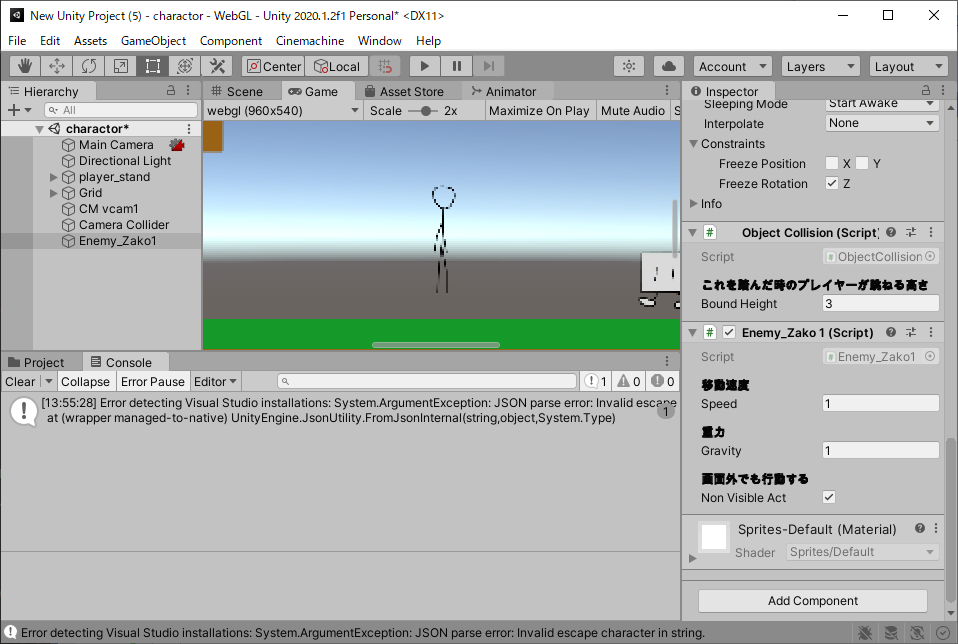 New Unity Project (5) - charactor - WebGL - Unity 2020.1.2f1 Personal* <DX11>
File Edit Assets GameObject Component Cinemachine Window Help
Center Local Account Layers Layout
Hierarchy
All
charactor*
Main Camera
Directional Light
player_stand
Grid
CM vcam1
Camera Collider
Enemy_Zako1
Scene Game Asset Store Animator
webgl (960x540) Scale 2x Maximize On Play Mute Audio S
Project Console
Clear Collapse Error Pause Editor 1 0 0
[13:55:28] Error detecting Visual Studio installations: System.ArgumentException: JSON parse error: Invalid escape
at (wrapper managed-to-native) UnityEngine.JsonUtility.FromJsonInternal(string,object,System.Type)
1
Inspector
Sleeping Mode Start Awake
Interpolate None
Constraints
Freeze Position X Y
Freeze Rotation Z
Info
# Object Collision (Script)
Script # ObjectCollision
これを踏んだ時のプレイヤーが跳ねる高さ
Bound Height 3
# Enemy_Zako 1 (Script)
Script # Enemy_Zako1
移動速度
Speed 1
重力
Gravity 1
画面外でも行動する
Non Visible Act
Sprites-Default (Material)
Shader Sprites/Default
Add Component
Error detecting Visual Studio installations: System.ArgumentException: JSON parse error: Invalid escape character in string.